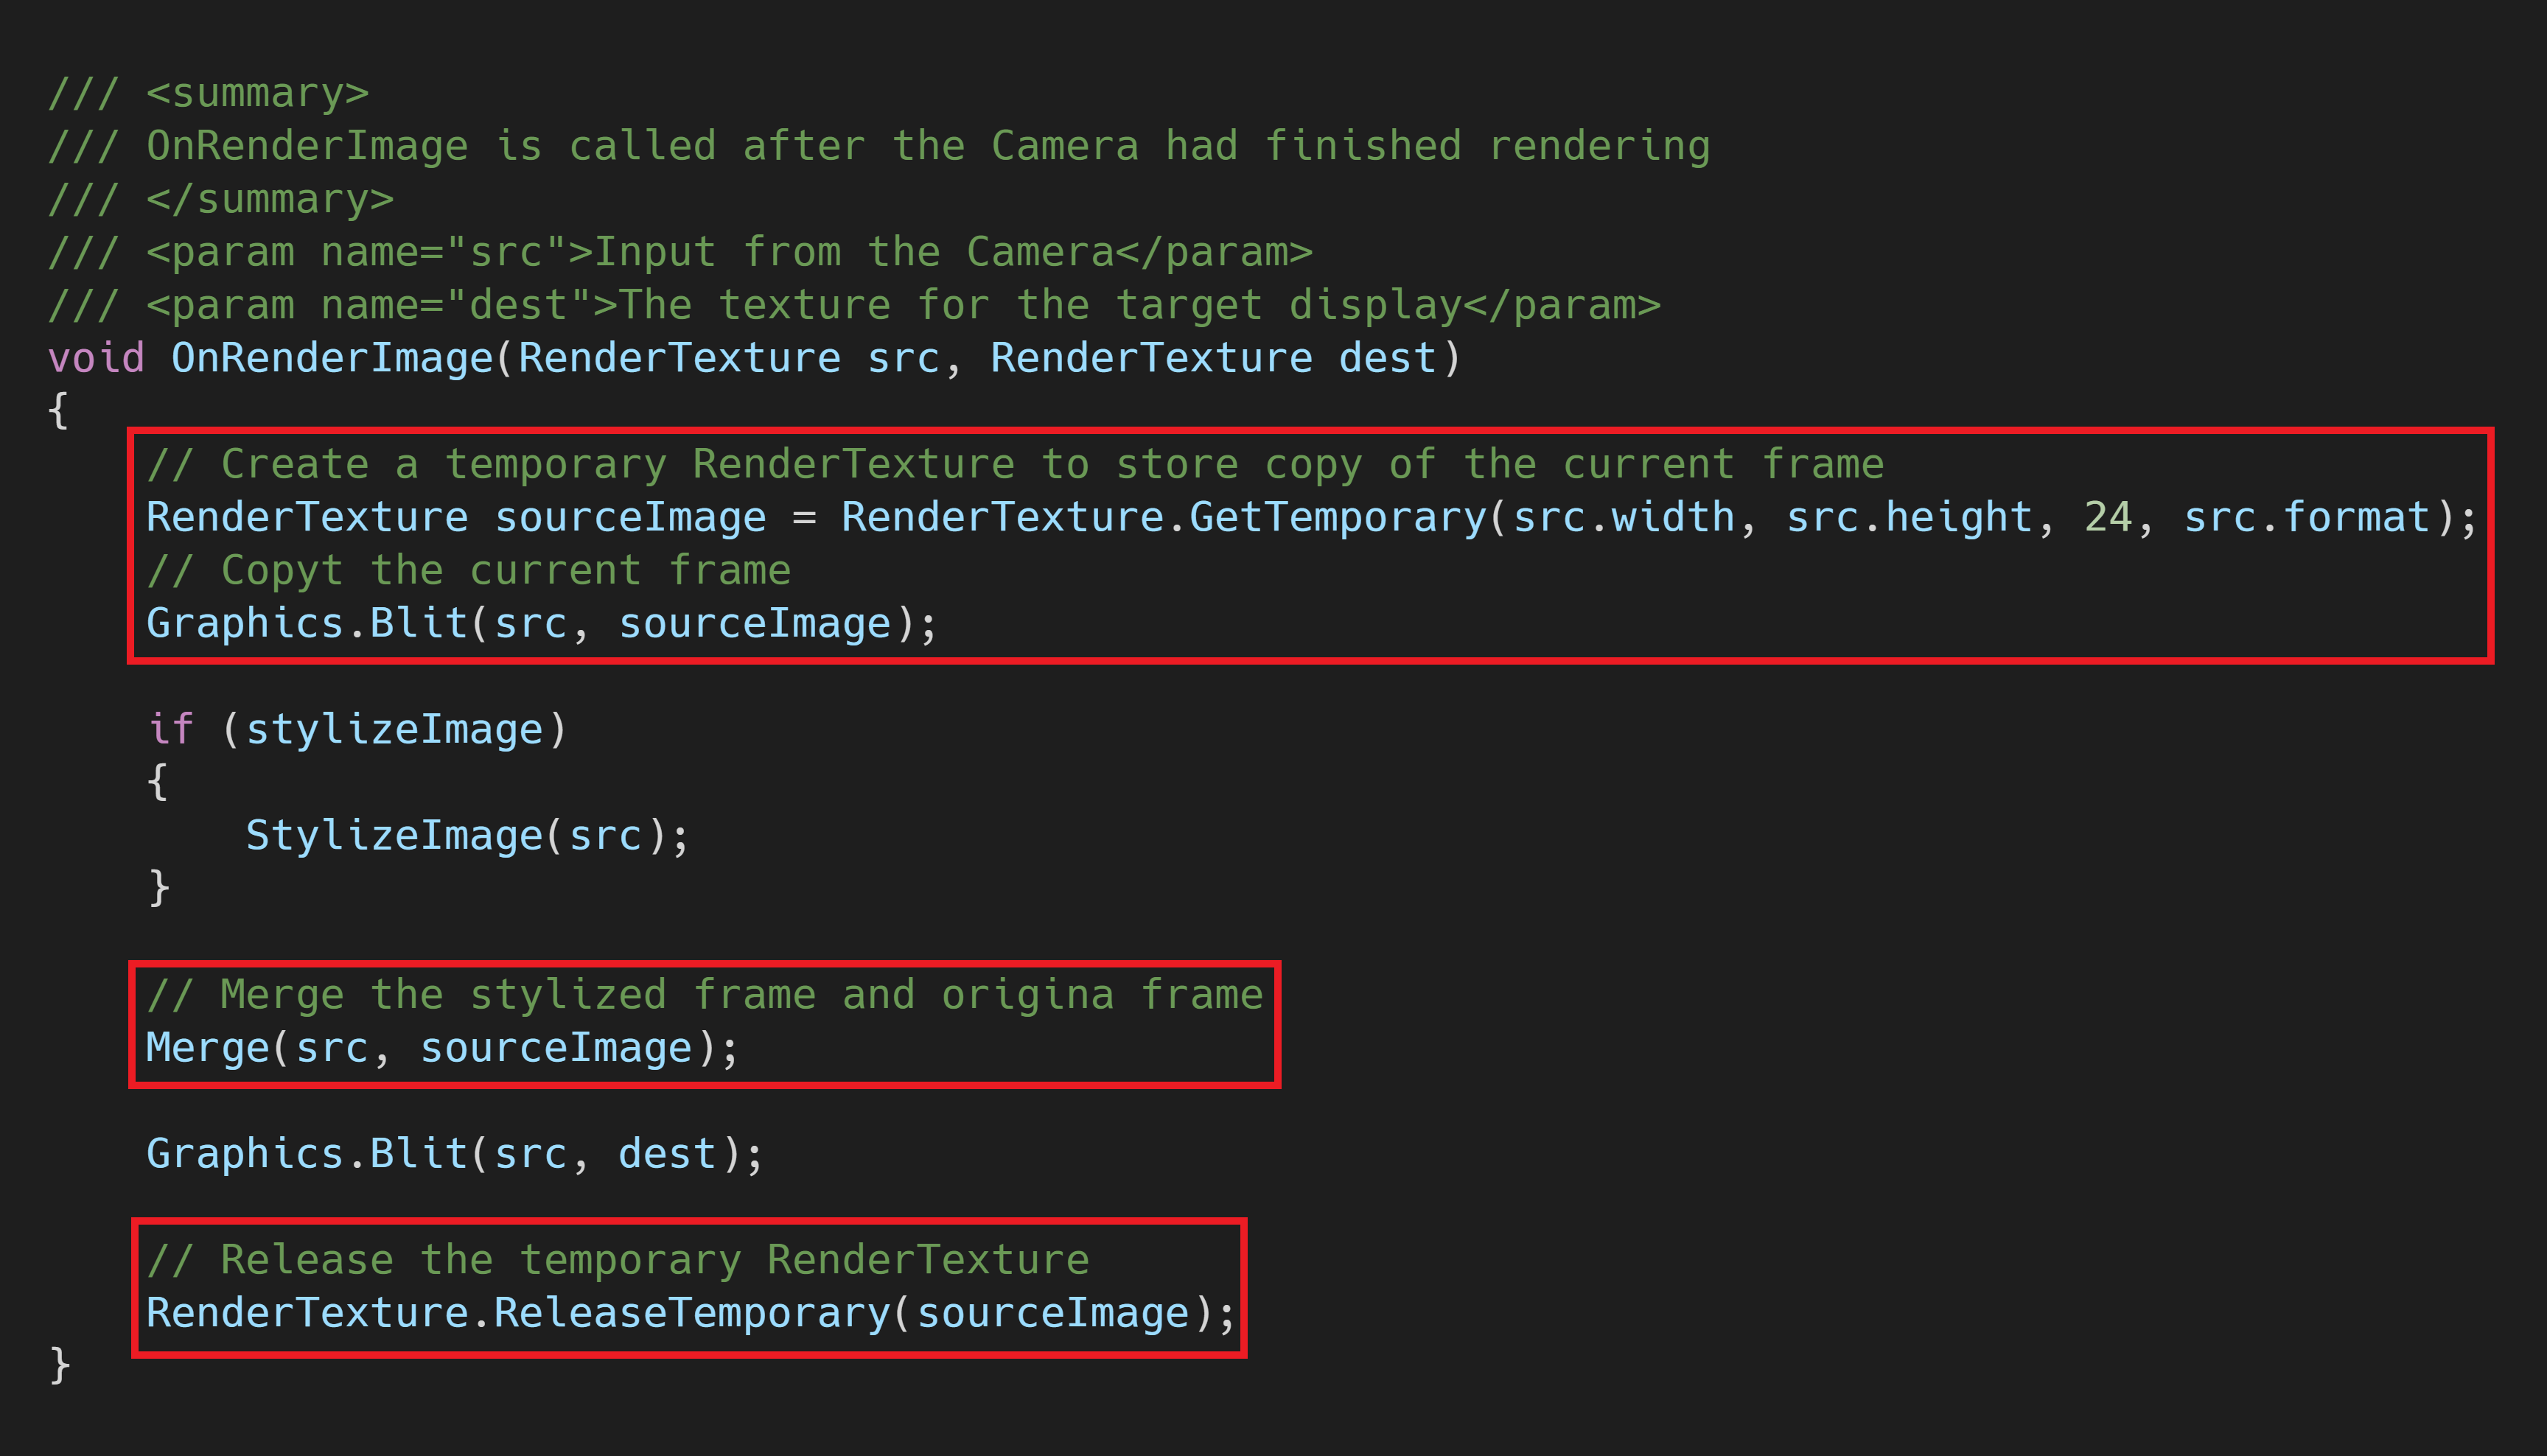 /// <summary>
/// OnRenderImage is called after the Camera had finished rendering
/// </summary>
/// <param name="src">Input from the Camera</param>
/// <param name="dest">The texture for the target display</param>
void OnRenderImage(RenderTexture src, RenderTexture dest)
{
    // Create a temporary RenderTexture to store copy of the current frame
    RenderTexture sourceImage = RenderTexture.GetTemporary(src.width, src.height, 24, src.format);
    // Copyt the current frame
    Graphics.Blit(src, sourceImage);

    if (stylizeImage)
    {
        StylizeImage(src);
    }

    // Merge the stylized frame and origina frame
    Merge(src, sourceImage);

    Graphics.Blit(src, dest);

    // Release the temporary RenderTexture
    RenderTexture.ReleaseTemporary(sourceImage);
}